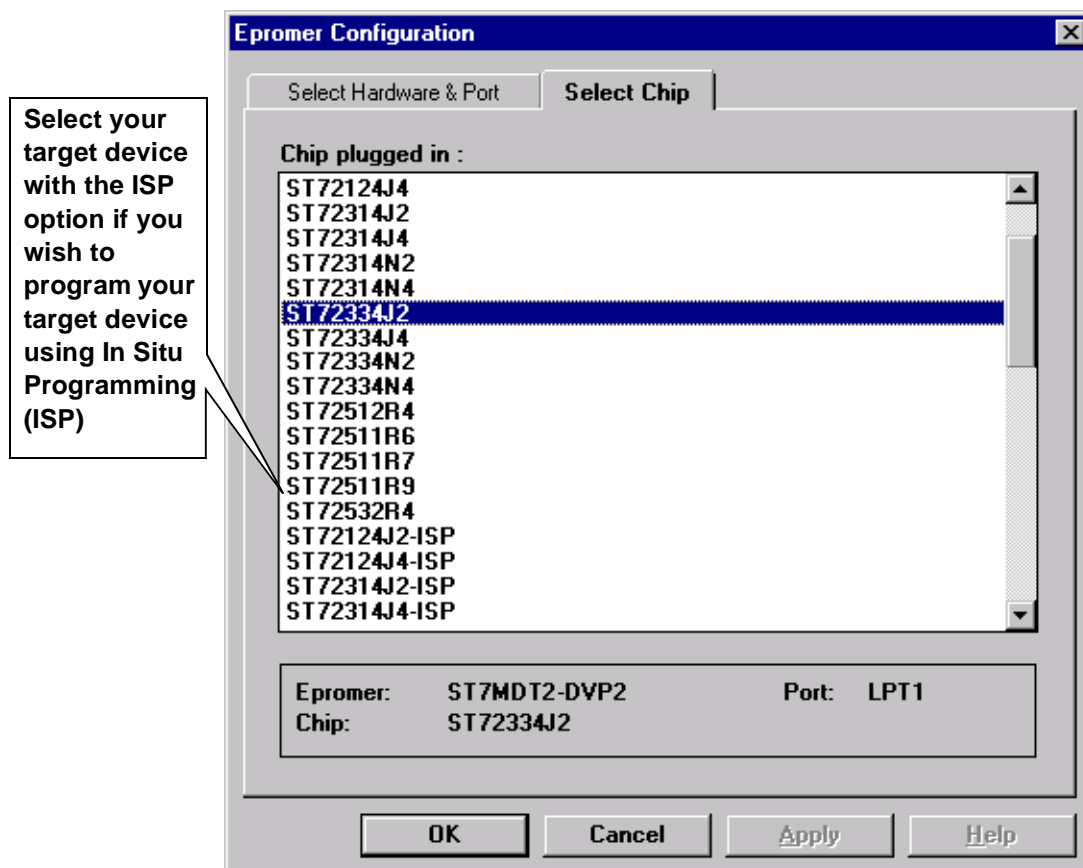 Epromer Configuration
Select Hardware & Port
Select Chip
Select your
target device
with the ISP
option if you
wish to
program your
target device
using In Situ
Programming
(ISP)
Chip plugged in :
ST72124J4
ST72314J2
ST72314J4
ST72314N2
ST72314N4
ST72334J2
ST72334J4
ST72334N2
ST72334N4
ST72512R4
ST72511R6
ST72511R7
ST72511R9
ST72532R4
ST72124J2-ISP
ST72124J4-ISP
ST72314J2-ISP
ST72314J4-ISP
Epromer: ST7MDT2-DVP2 Port: LPT1
Chip: ST72334J2
OK Cancel Apply Help